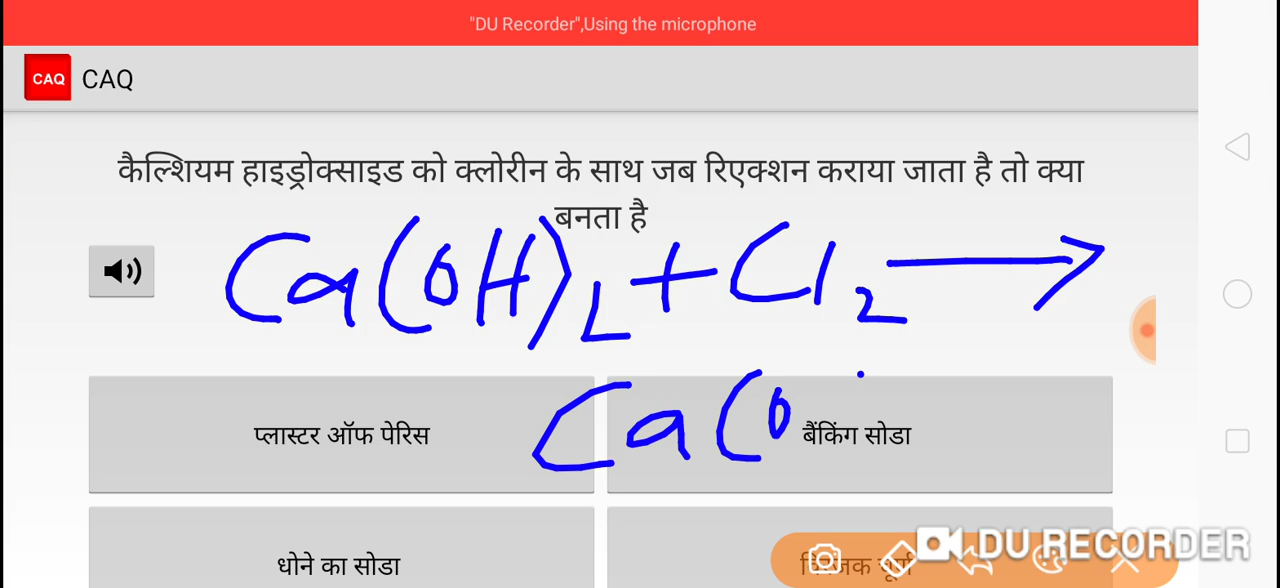 "DU Recorder",Using the microphone
CAQ CAQ
कैल्शियम हाइड्रोक्साइड को क्लोरीन के साथ जब रिएक्शन कराया जाता है तो क्या
बनता है
Ca(OH)2 + Cl2 →
Ca(O
प्लास्टर ऑफ पेरिस
बैंकिंग सोडा
धोने का सोडा
DU RECORDER